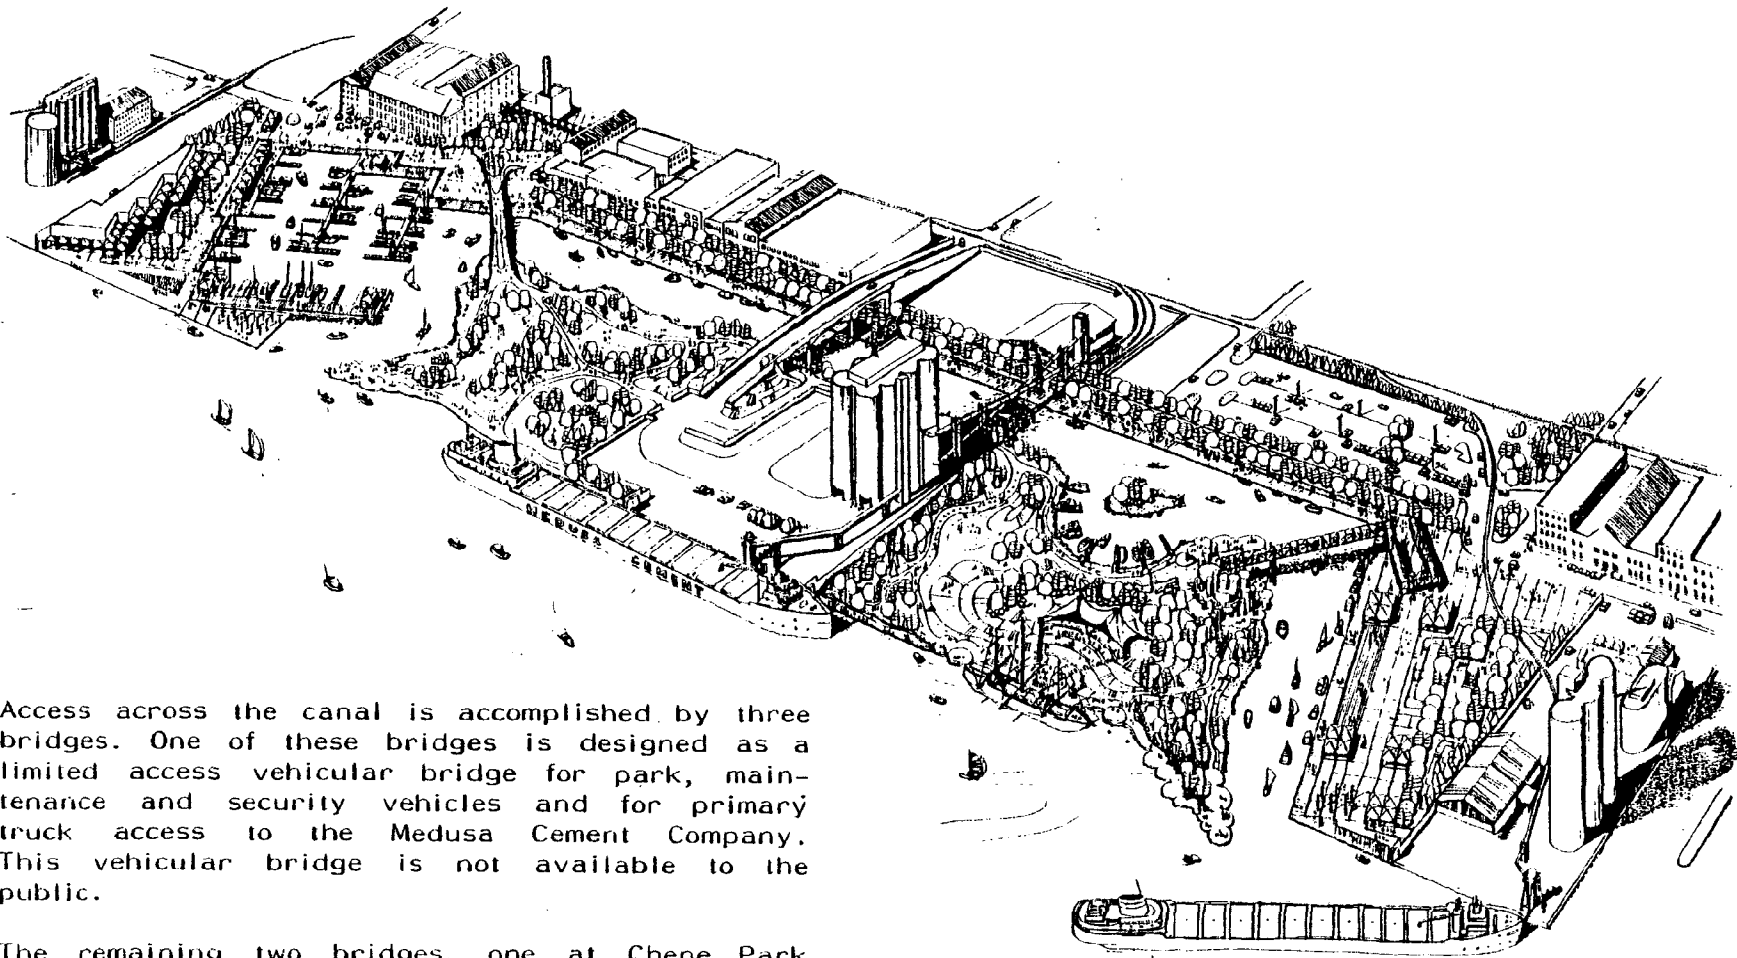 MEDUSA CEMENT
Access across the canal is accomplished by three
bridges. One of these bridges is designed as a
limited access vehicular bridge for park, main-
tenance and security vehicles and for primary
truck access to the Medusa Cement Company.
This vehicular bridge is not available to the
public.
The remaining two bridges, one at Chene Park